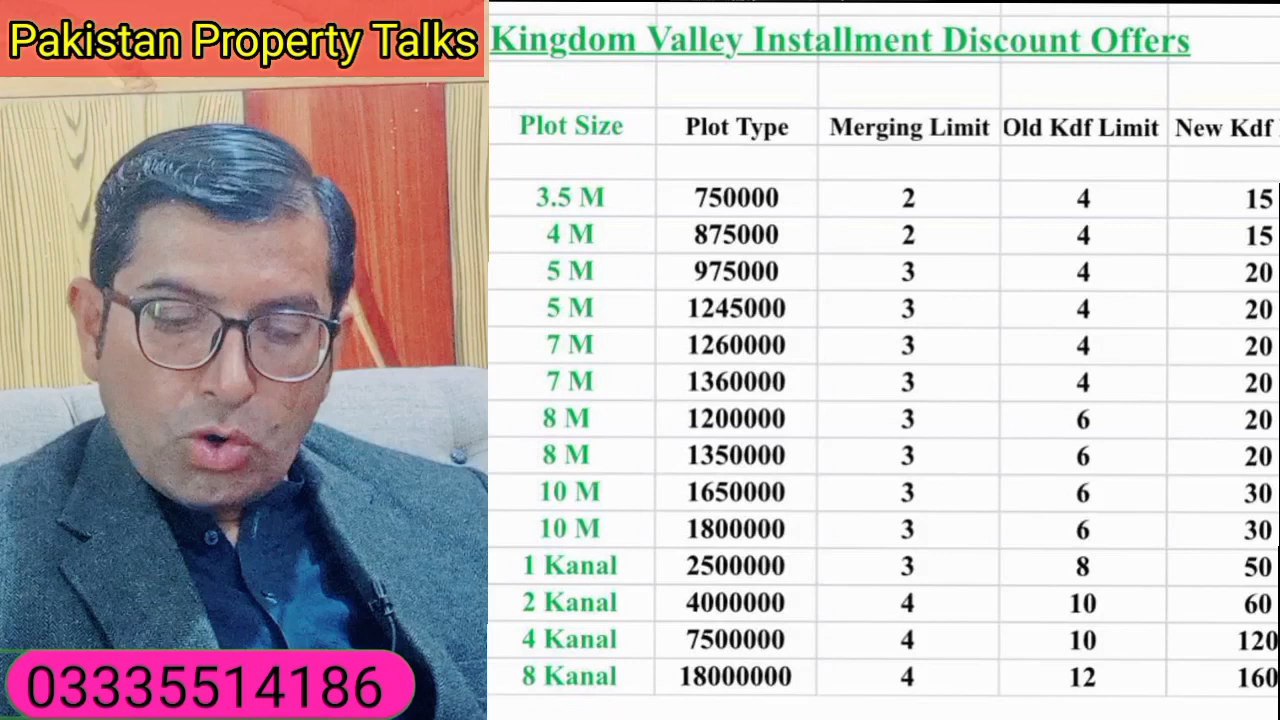 Pakistan Property Talks
03335514186
Kingdom Valley Installment Discount Offers
Plot Size Plot Type Merging Limit Old Kdf Limit New Kdf
3.5 M 750000 2 4 15
4 M 875000 2 4 15
5 M 975000 3 4 20
5 M 1245000 3 4 20
7 M 1260000 3 4 20
7 M 1360000 3 4 20
8 M 1200000 3 6 20
8 M 1350000 3 6 20
10 M 1650000 3 6 30
10 M 1800000 3 6 30
1 Kanal 2500000 3 8 50
2 Kanal 4000000 4 10 60
4 Kanal 7500000 4 10 120
8 Kanal 18000000 4 12 160